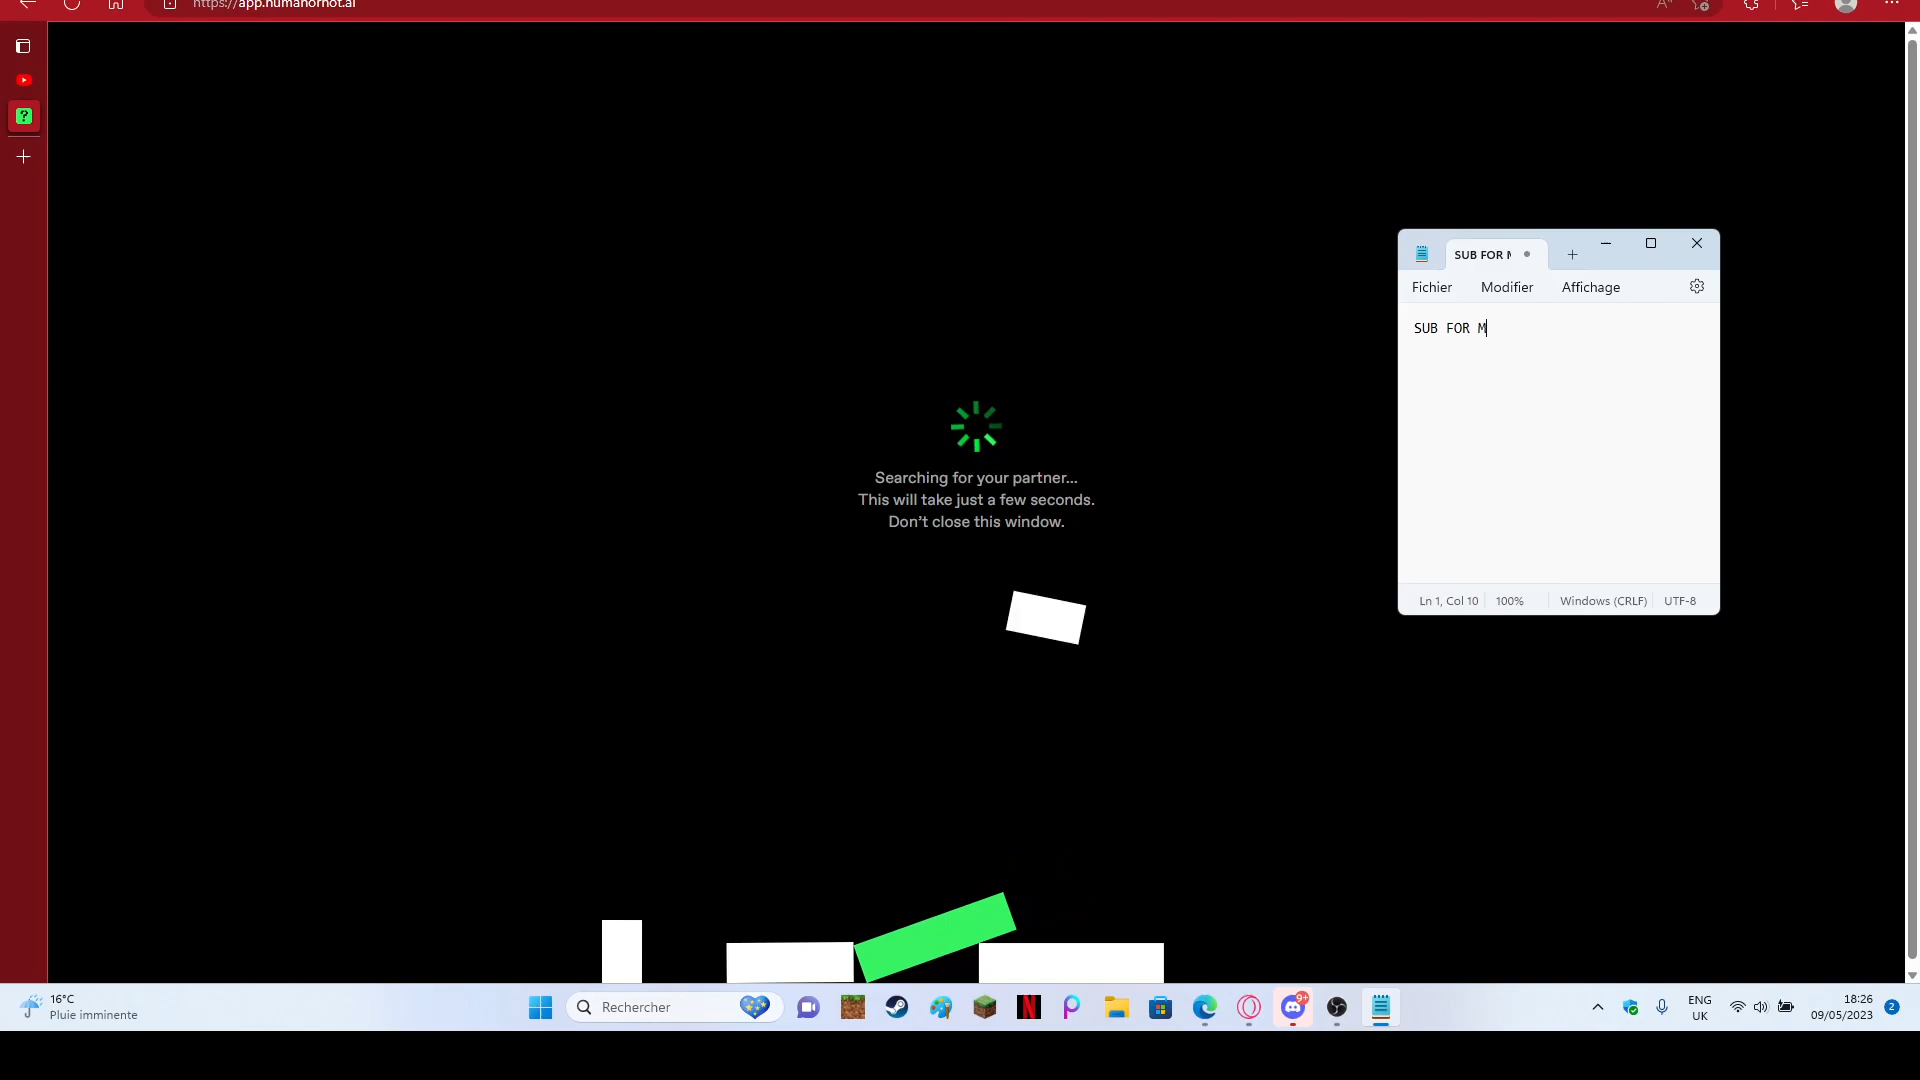 https://app.humanornot.ai
SUB FOR M
Fichier Modifier Affichage
SUB FOR M
Searching for your partner...
This will take just a few seconds.
Don't close this window.
Ln 1, Col 10 100% Windows (CRLF) UTF-8
16°C
Pluie imminente
Rechercher
9+
ENG
UK
18:26
09/05/2023
2